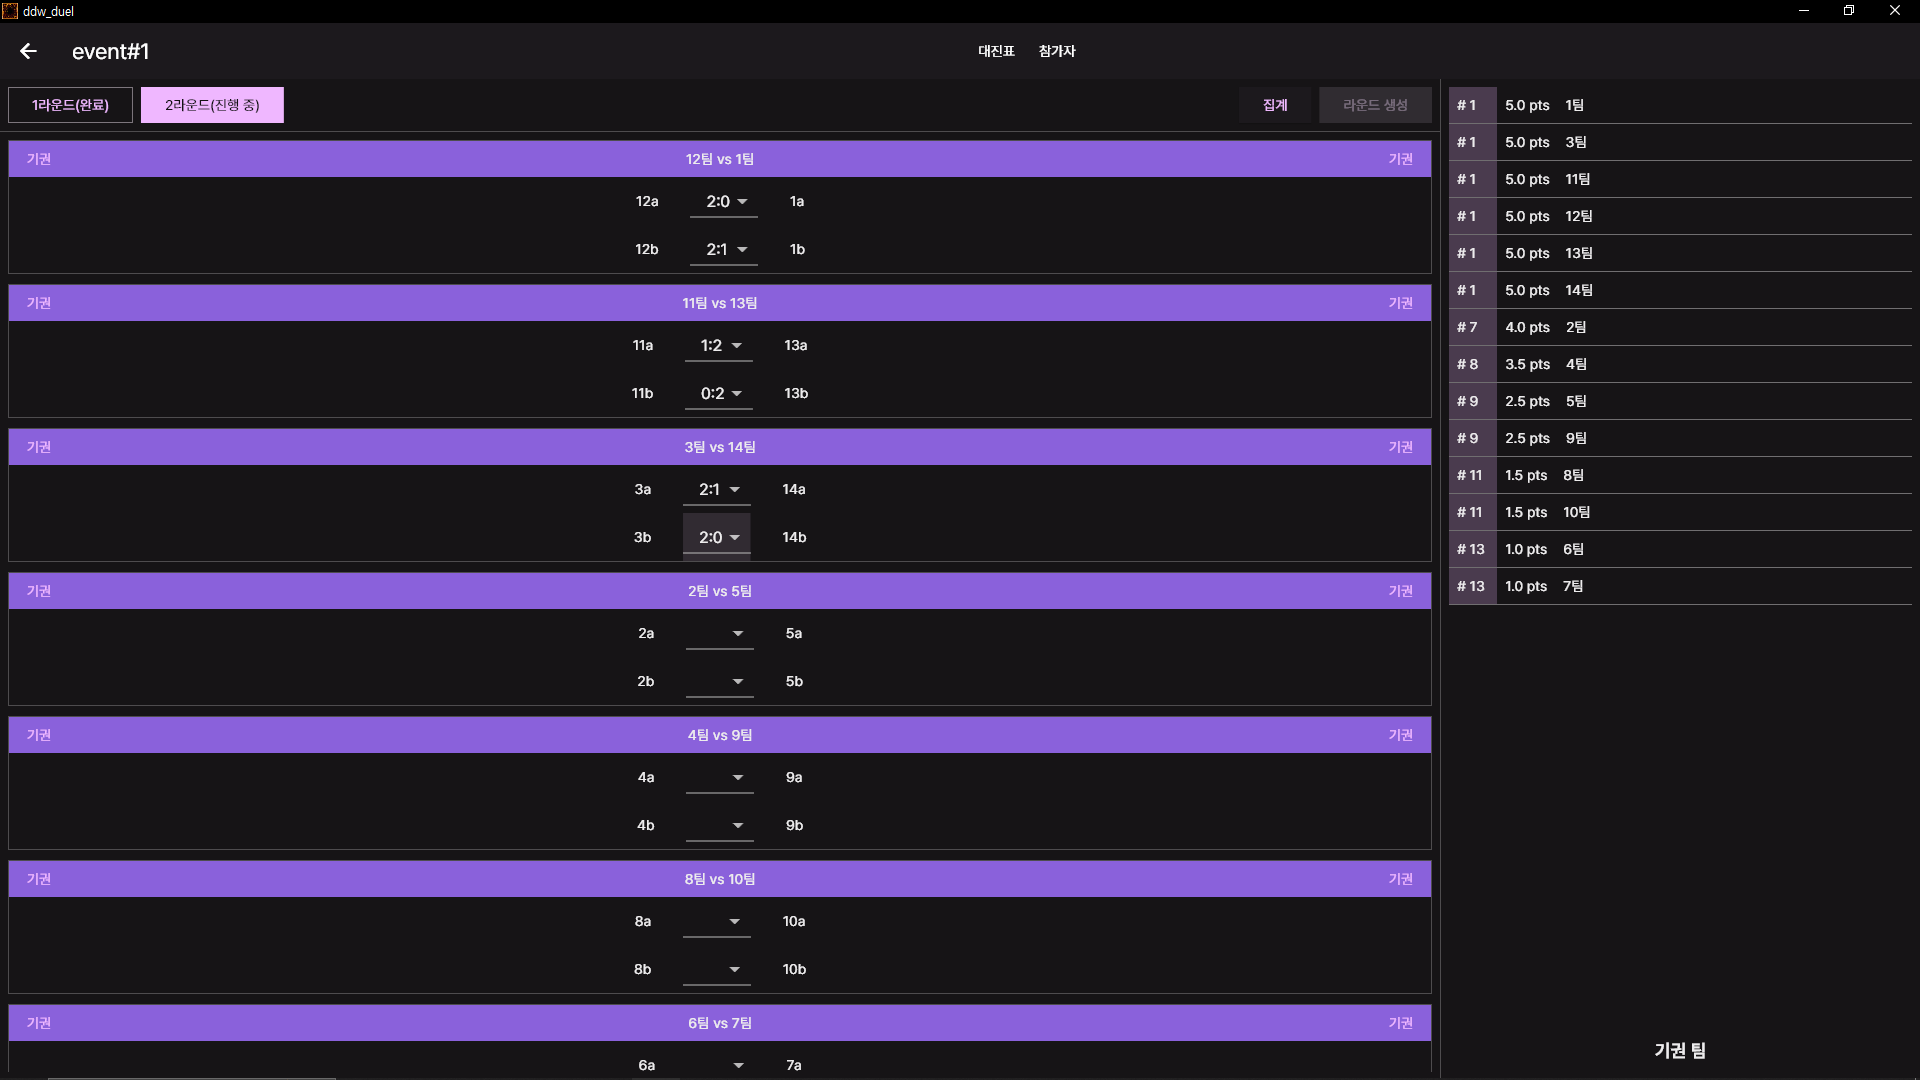 ddw_duel
event#1
대진표 참가자
1라운드(완료) 2라운드(진행 중) 집계 라운드 생성
기권 12팀 vs 1팀 기권
12a 2:0 1a
12b 2:1 1b
기권 11팀 vs 13팀 기권
11a 1:2 13a
11b 0:2 13b
기권 3팀 vs 14팀 기권
3a 2:1 14a
3b 2:0 14b
기권 2팀 vs 5팀 기권
2a 5a
2b 5b
기권 4팀 vs 9팀 기권
4a 9a
4b 9b
기권 8팀 vs 10팀 기권
8a 10a
8b 10b
기권 6팀 vs 7팀 기권
6a 7a
# 1 5.0 pts 1팀
# 1 5.0 pts 3팀
# 1 5.0 pts 11팀
# 1 5.0 pts 12팀
# 1 5.0 pts 13팀
# 1 5.0 pts 14팀
# 7 4.0 pts 2팀
# 8 3.5 pts 4팀
# 9 2.5 pts 5팀
# 9 2.5 pts 9팀
# 11 1.5 pts 8팀
# 11 1.5 pts 10팀
# 13 1.0 pts 6팀
# 13 1.0 pts 7팀
기권 팀